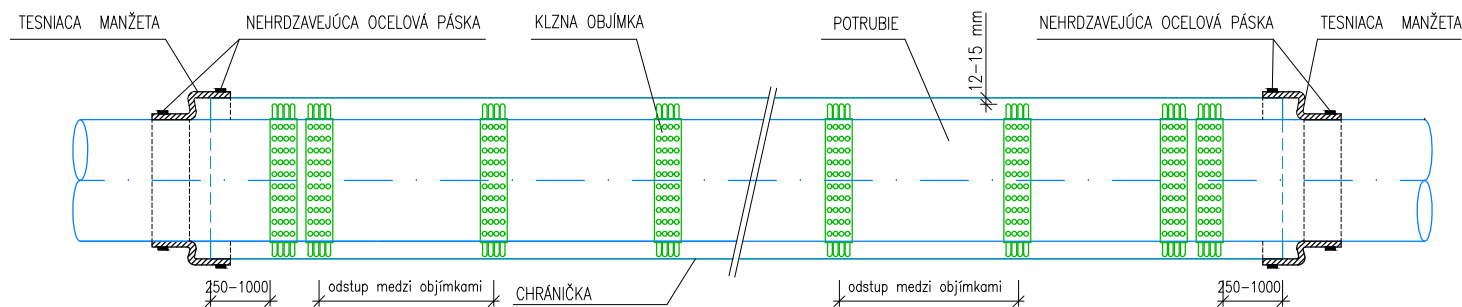 TESNIACA MANŽETA
NEHRDZAVEJÚCA OCELOVÁ PÁSKA
KLZNA OBJÍMKA
POTRUBIE
12-15 mm
NEHRDZAVEJÚCA OCELOVÁ PÁSKA
TESNIACA MANŽETA
250-1000
odstup medzi objímkami
CHRÁNIČKA
odstup medzi objímkami
250-1000